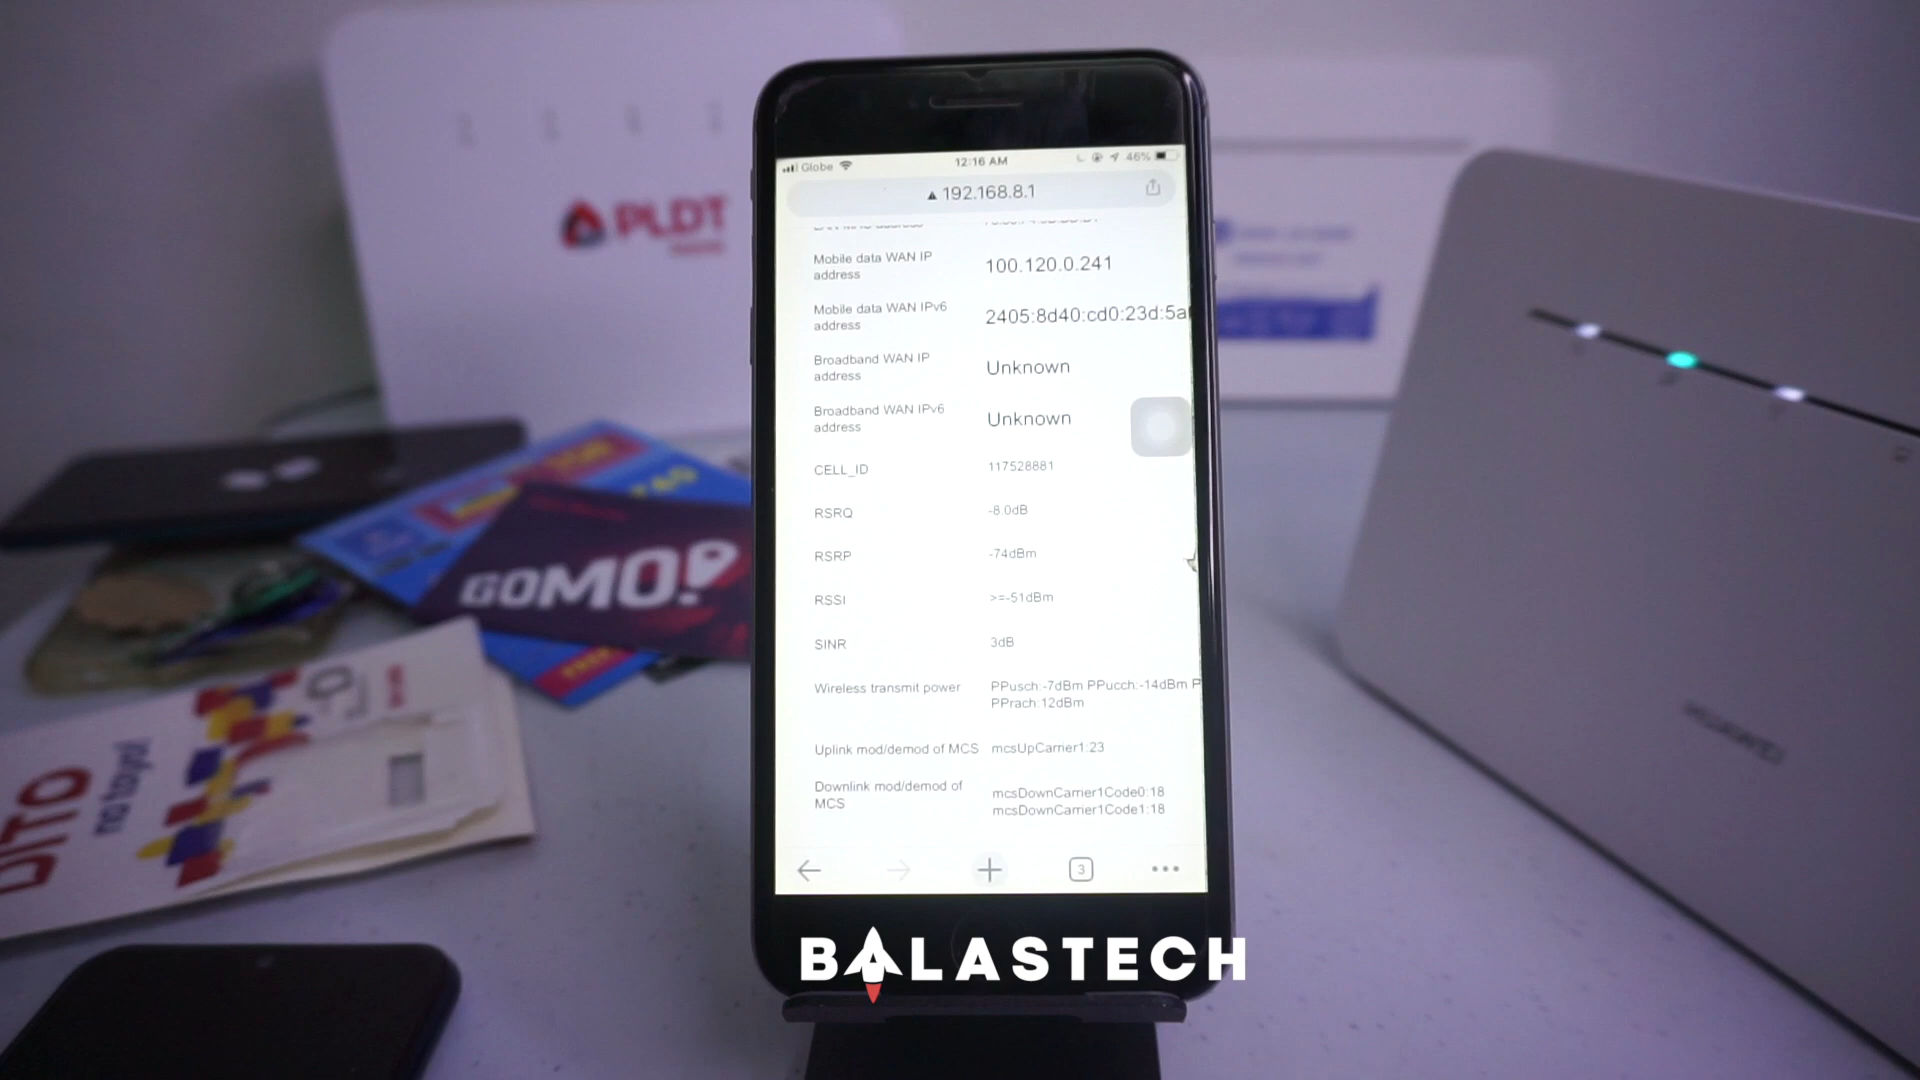 PLDT
Globe
12:16 AM
46%
192.168.8.1
Mobile data WAN IP
address
100.120.0.241
Mobile data WAN IPv6
address
2405:8d40:cd0:23d:5a
Broadband WAN IP
address
Unknown
Broadband WAN IPv6
address
Unknown
CELL_ID
117528881
RSRQ
-8.0dB
RSRP
-74dBm
RSSI
>=-51dBm
SINR
3dB
Wireless transmit power
PPusch:-7dBm PPucch:-14dBm P
PPrach:12dBm
Uplink mod/demod of MCS
mcsUpCarrier1:23
Downlink mod/demod of
MCS
mcsDownCarrier1Code0:18
mcsDownCarrier1Code1:18
3
GOMO!
DITO
na tayo!
HUAWEI
BALASTECH